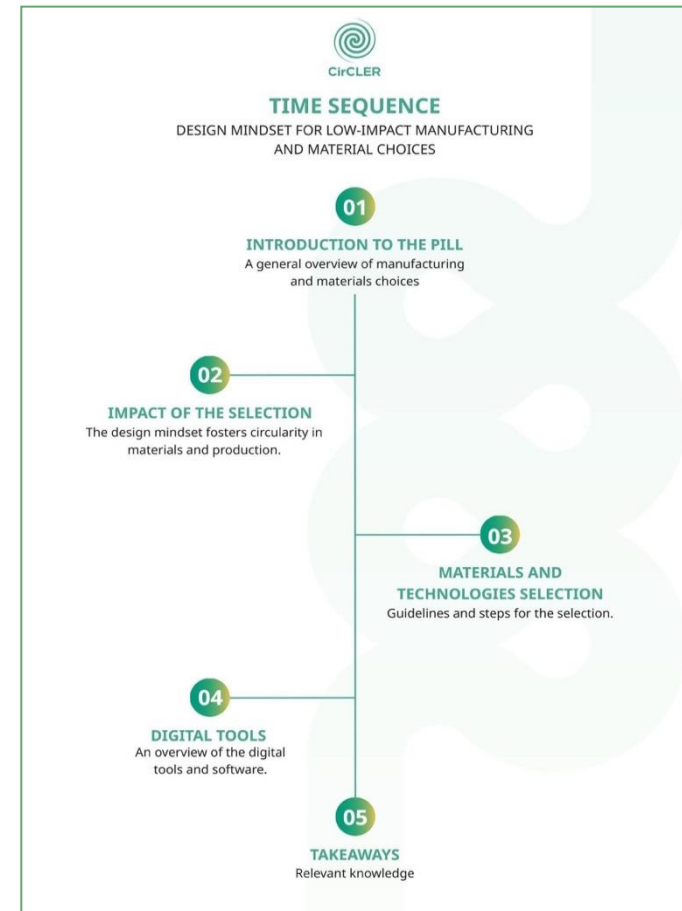 CirCLER
TIME SEQUENCE
DESIGN MINDSET FOR LOW-IMPACT MANUFACTURING
AND MATERIAL CHOICES
01
INTRODUCTION TO THE PILL
A general overview of manufacturing
and materials choices
02
IMPACT OF THE SELECTION
The design mindset fosters circularity in
materials and production.
03
MATERIALS AND
TECHNOLOGIES SELECTION
Guidelines and steps for the selection.
04
DIGITAL TOOLS
An overview of the digital
tools and software.
05
TAKEAWAYS
Relevant knowledge